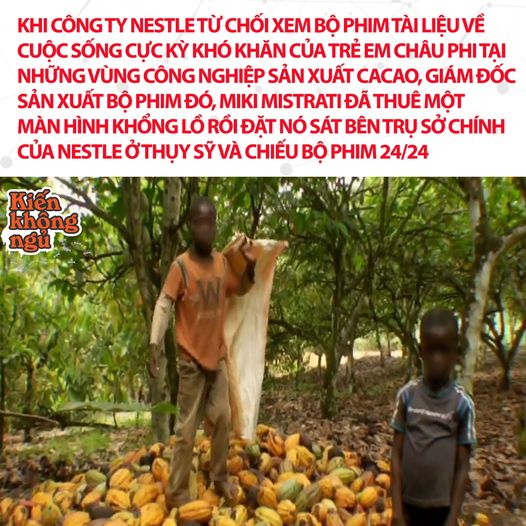 KHI CÔNG TY NESTLE TỪ CHỐI XEM BỘ PHIM TÀI LIỆU VỀ
CUỘC SỐNG CỰC KỲ KHÓ KHĂN CỦA TRẺ EM CHÂU PHI TẠI
NHỮNG VÙNG CÔNG NGHIỆP SẢN XUẤT CACAO, GIÁM ĐỐC
SẢN XUẤT BỘ PHIM ĐÓ, MIKI MISTRATI ĐÃ THUÊ MỘT
MÀN HÌNH KHỔNG LỒ RỒI ĐẶT NÓ SÁT BÊN TRỤ SỞ CHÍNH
CỦA NESTLE Ở THỤY SỸ VÀ CHIẾU BỘ PHIM 24/24
Kiến
không
ngủ